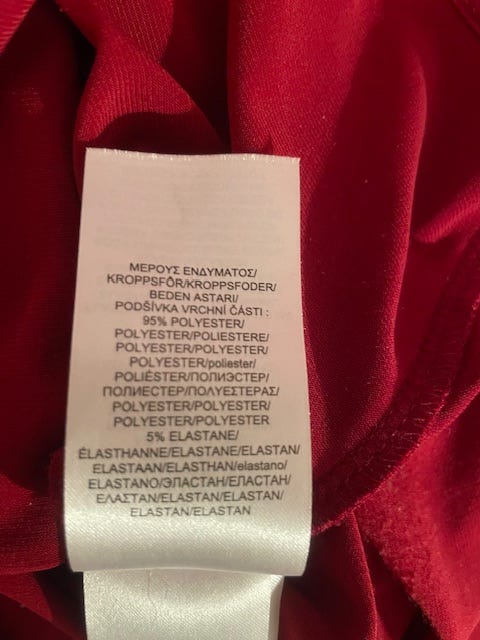 ΜΕΡΟΥΣ ΕΝΔΥΜΑΤΟΣ/
KROPPSFÔR/KROPPSFODER/
BEDEN ASTARI/
PODŠÍVKA VRCHNÍ ČÁSTI :
95% POLYESTER/
POLYESTER/POLIESTERE/
POLYESTER/POLYESTER/
POLYESTER/poliester/
POLIÉSTER/ПОЛИЭСТЕР/
ПОЛИЕСТЕР/ΠΟΛΥΕΣΤΕΡΑΣ/
POLYESTER/POLYESTER/
POLYESTER/POLYESTER
5% ELASTANE/
ÉLASTHANNE/ELASTANE/ELASTAN/
ELASTAAN/ELASTHAN/elastano/
ELASTANO/ЭЛАСТАН/ЕЛАСТАН/
ΕΛΑΣΤΑΝ/ELASTAN/ELASTAN/
ELASTAN/ELASTAN